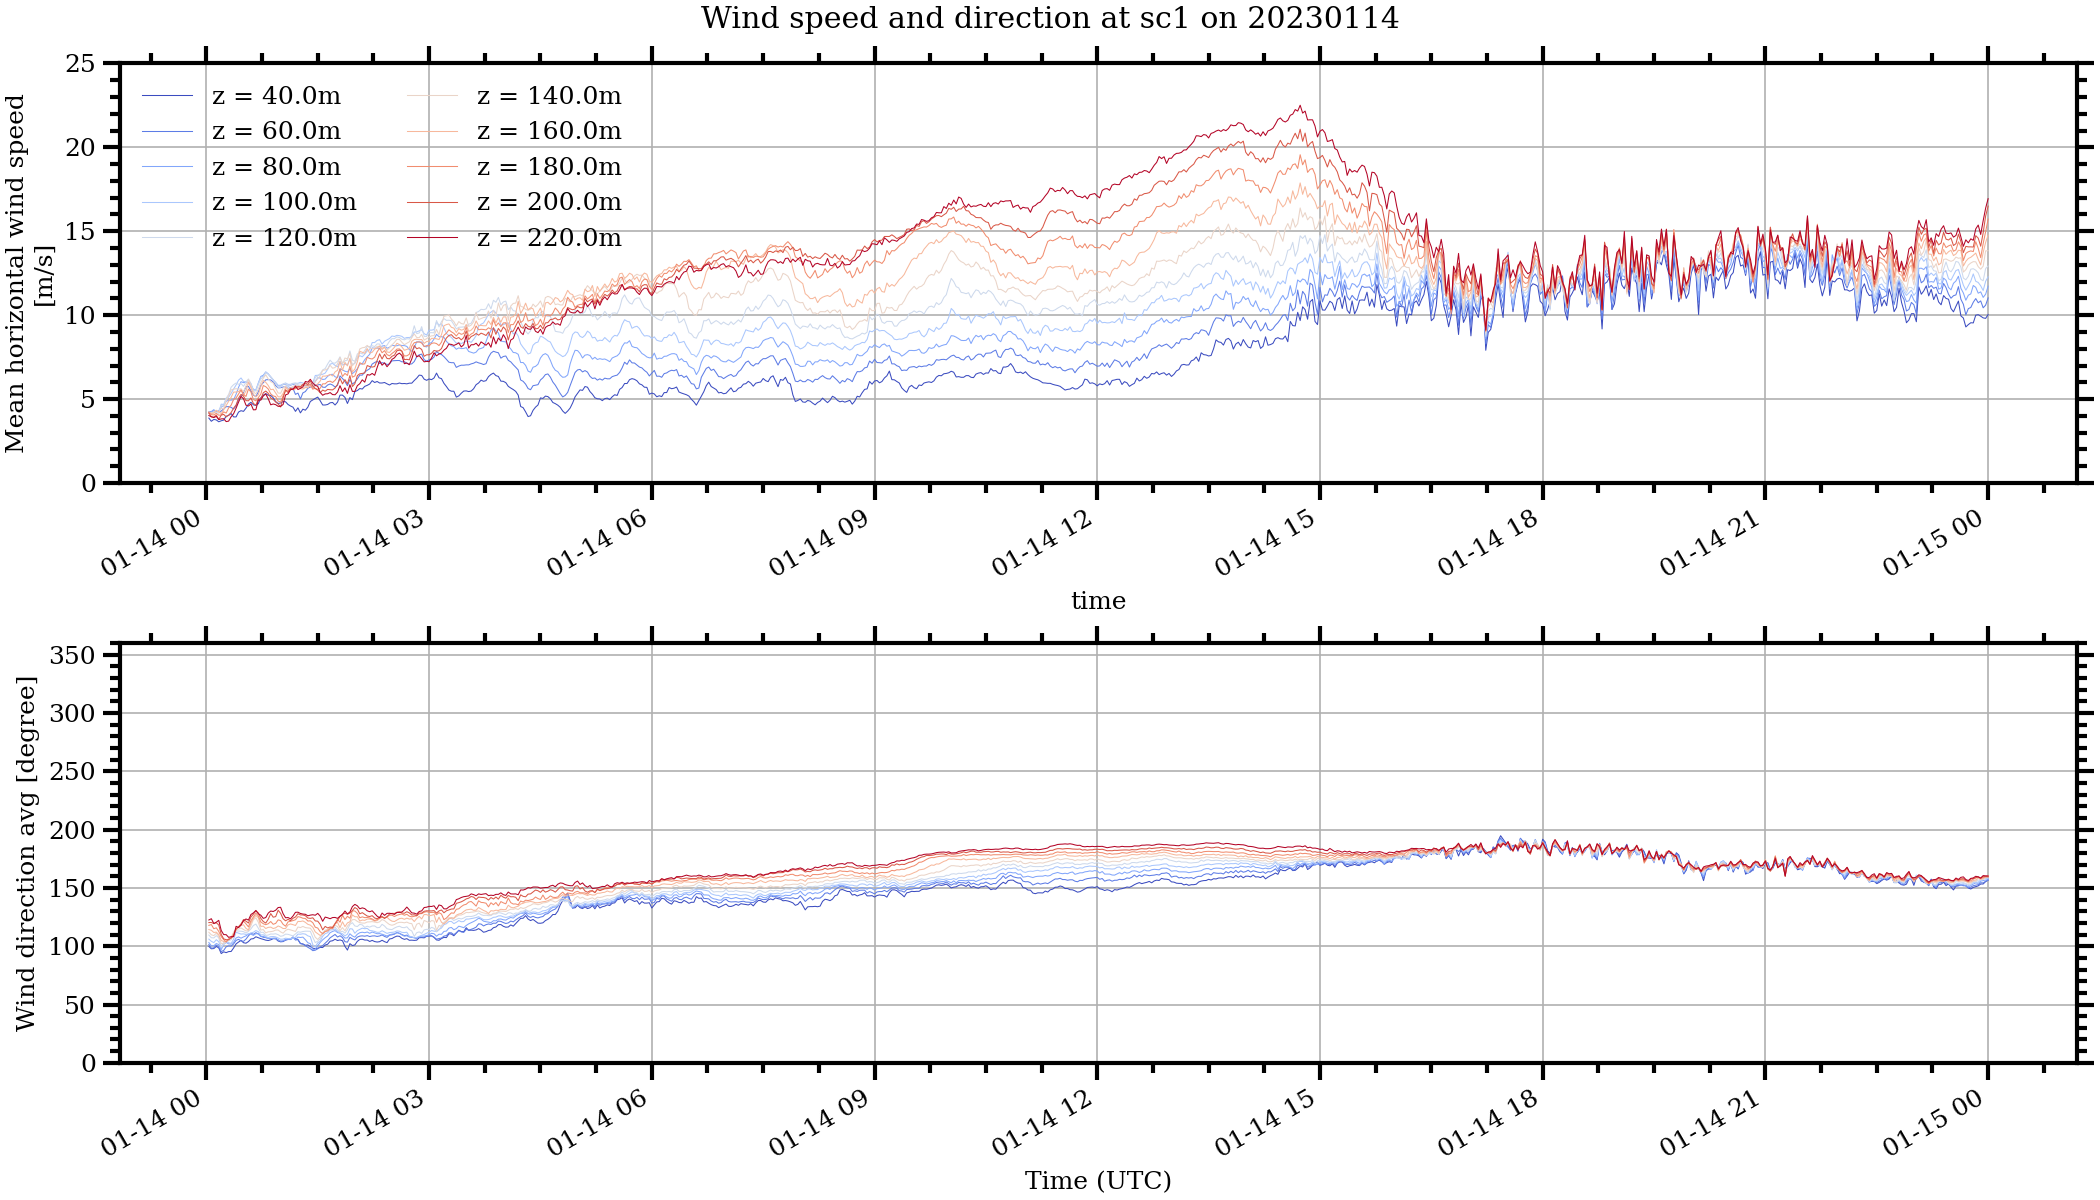 Wind speed and direction at sc1 on 20230114
Mean horizontal wind speed
[m/s]
25
20
15
10
5
0
z = 40.0m
z = 60.0m
z = 80.0m
z = 100.0m
z = 120.0m
z = 140.0m
z = 160.0m
z = 180.0m
z = 200.0m
z = 220.0m
01-14 00
01-14 03
01-14 06
01-14 09
01-14 12
01-14 15
01-14 18
01-14 21
01-15 00
time
Wind direction avg [degree]
350
300
250
200
150
100
50
0
01-14 00
01-14 03
01-14 06
01-14 09
01-14 12
01-14 15
01-14 18
01-14 21
01-15 00
Time (UTC)